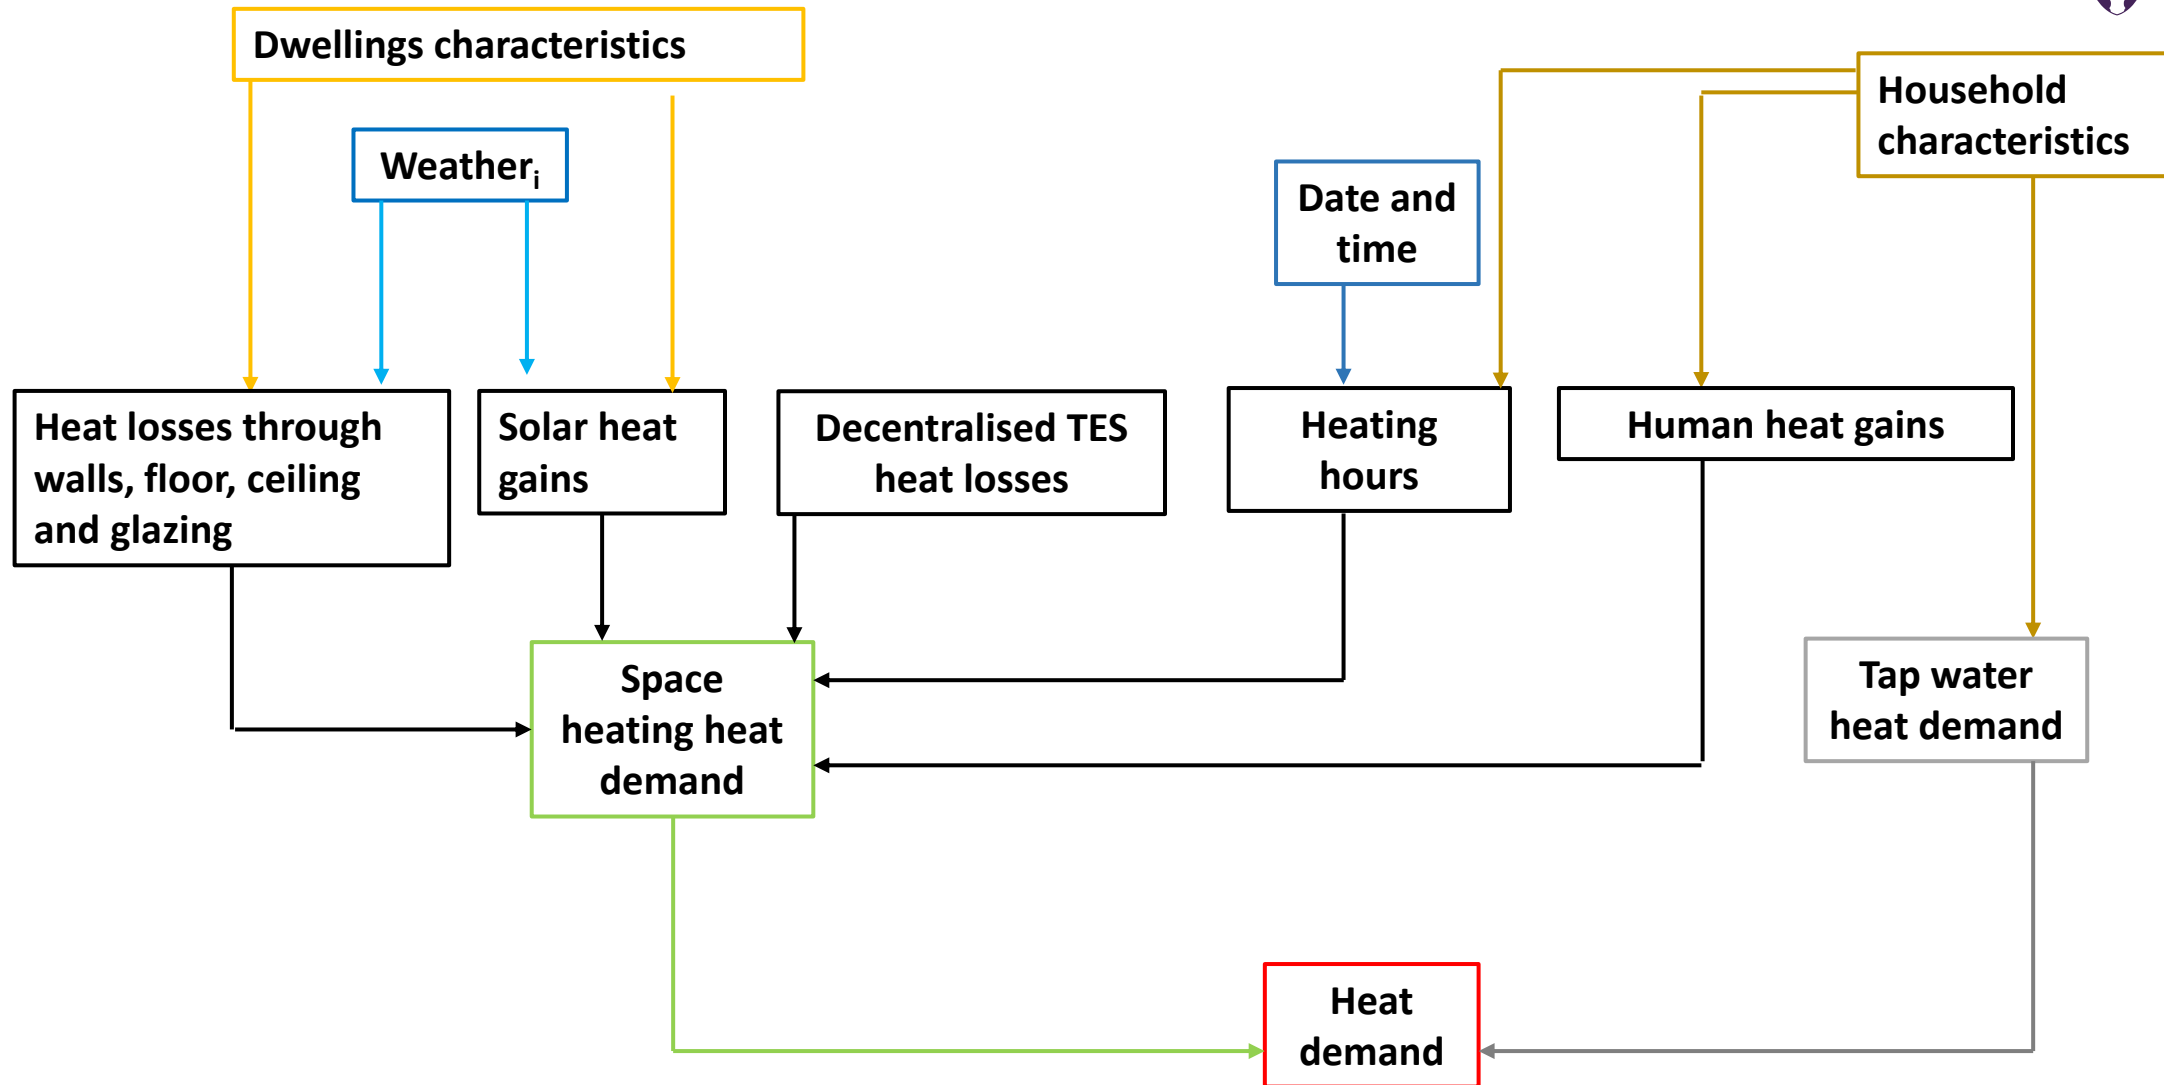 Dwellings characteristics
Household
characteristics
Weatherᵢ
Date and
time
Heat losses through
walls, floor, ceiling
and glazing
Solar heat
gains
Decentralised TES
heat losses
Heating
hours
Human heat gains
Space
heating heat
demand
Tap water
heat demand
Heat
demand